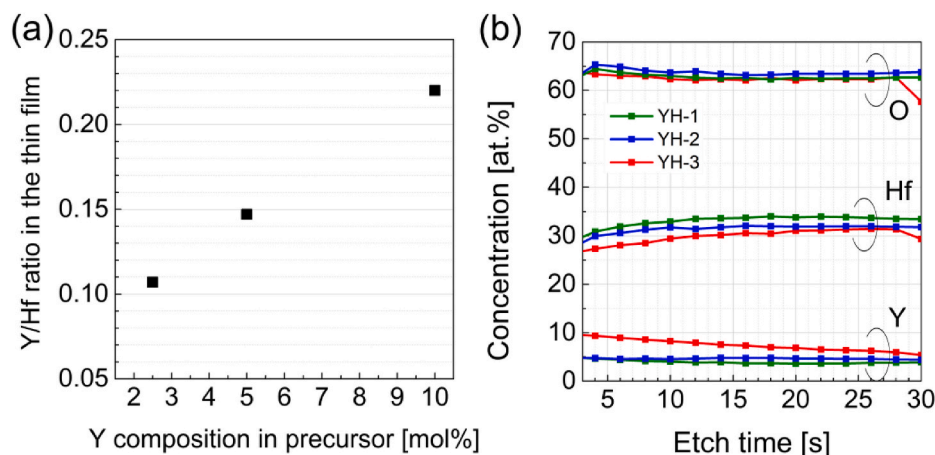 (a)
0.25
0.20
0.15
0.10
0.05
Y/Hf ratio in the thin film
2 3 4 5 6 7 8 9 10
Y composition in precursor [mol%]
(b)
70
60
50
40
30
20
10
0
Concentration [at.%]
YH-1
YH-2
YH-3
O
Hf
Y
5 10 15 20 25 30
Etch time [s]